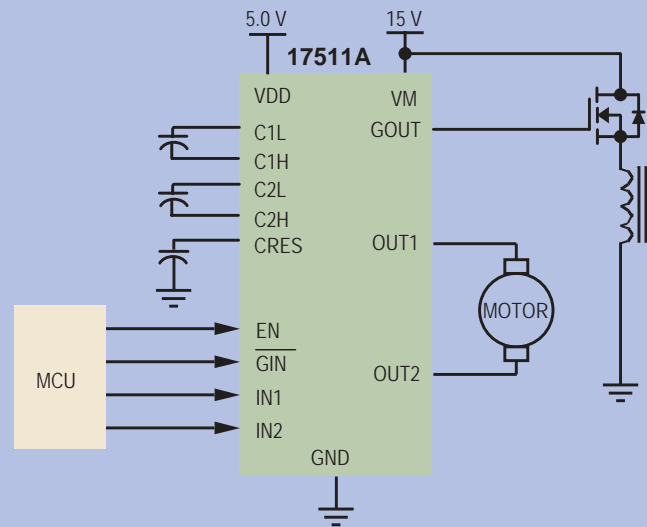 5.0 V
15 V
17511A
VDD
VM
C1L
GOUT
C1H
C2L
C2H
CRES
OUT1
MOTOR
MCU
EN
GIN
IN1
OUT2
IN2
GND